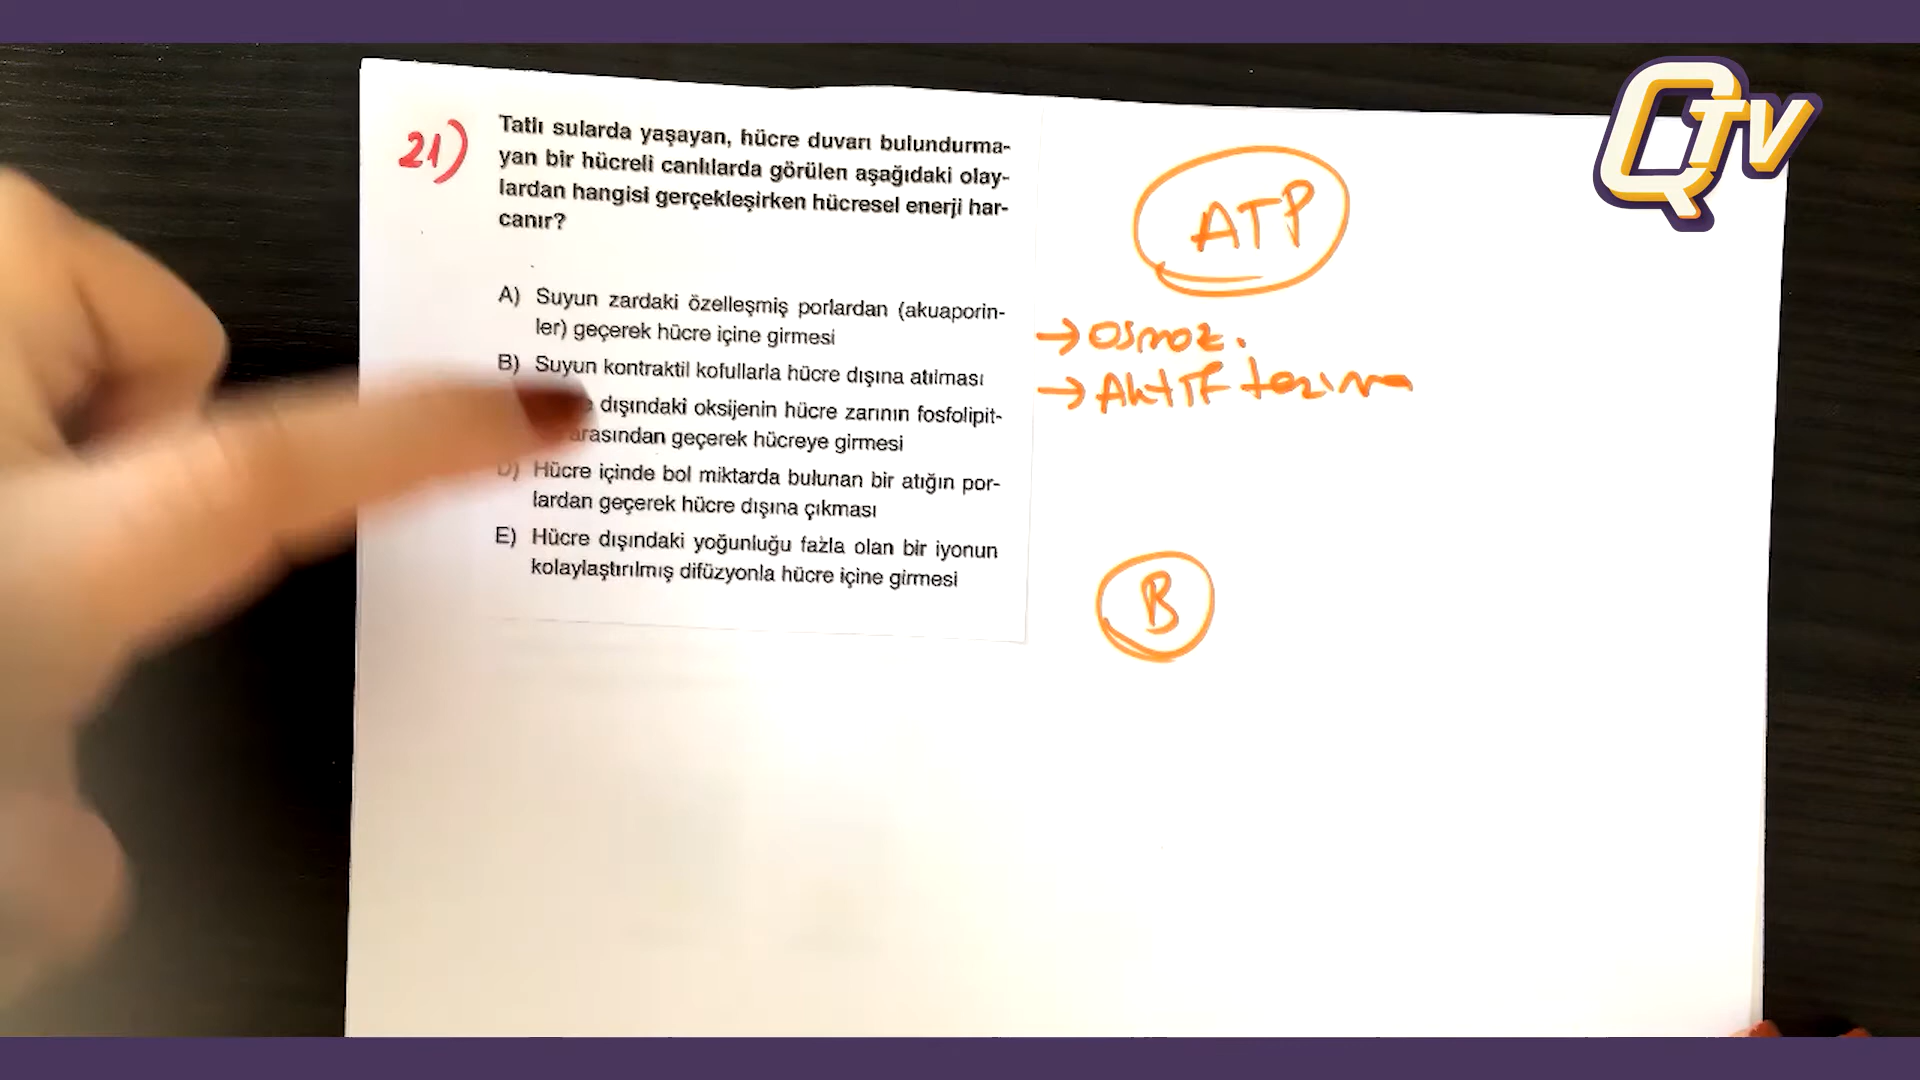 QTV
21)
Tatlı sularda yaşayan, hücre duvarı bulundurma-
yan bir hücreli canlılarda görülen aşağıdaki olay-
lardan hangisi gerçekleşirken hücresel enerji har-
canır?
A) Suyun zardaki özelleşmiş porlardan (akuaporin-
ler) geçerek hücre içine girmesi
B) Suyun kontraktil kofullarla hücre dışına atılması
dışındaki oksijenin hücre zarının fosfolipit-
arasından geçerek hücreye girmesi
D) Hücre içinde bol miktarda bulunan bir atığın por-
lardan geçerek hücre dışına çıkması
E) Hücre dışındaki yoğunluğu fazla olan bir iyonun
kolaylaştırılmış difüzyonla hücre içine girmesi
ATP
→ osmoz.
→ Aktif taşıma
B